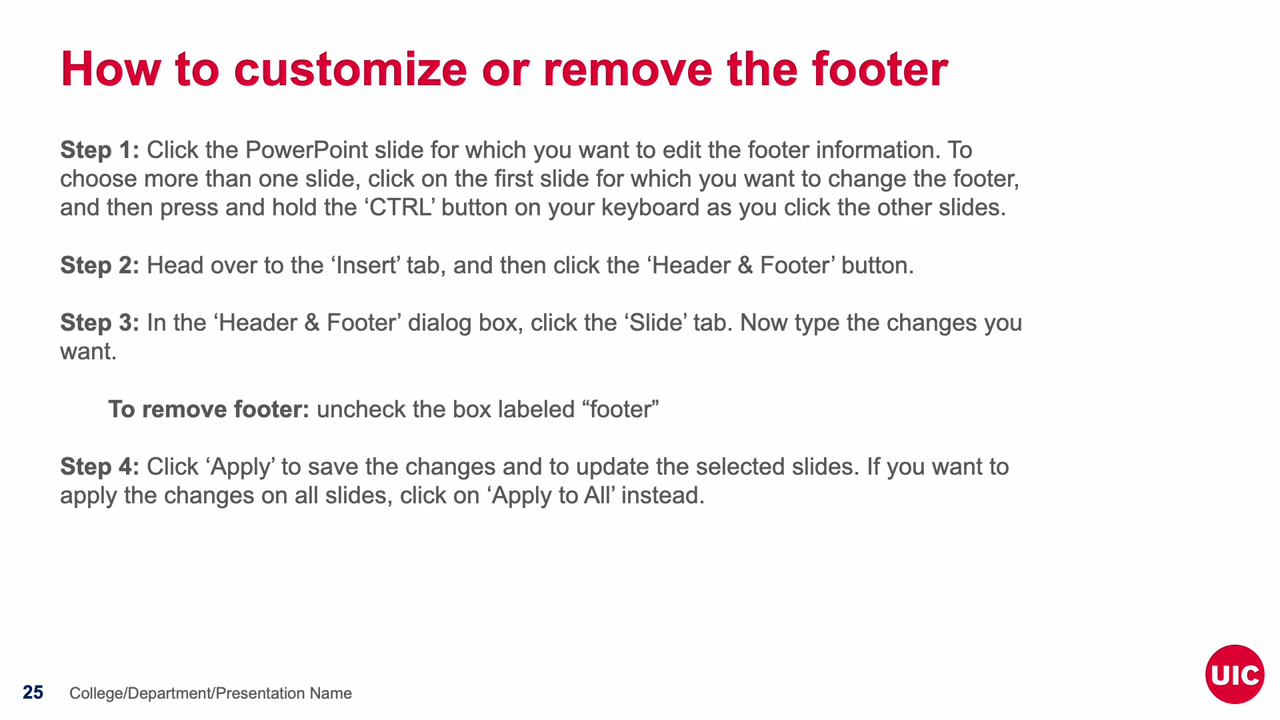 How to customize or remove the footer
Step 1: Click the PowerPoint slide for which you want to edit the footer information. To
choose more than one slide, click on the first slide for which you want to change the footer,
and then press and hold the ‘CTRL’ button on your keyboard as you click the other slides.
Step 2: Head over to the ‘Insert’ tab, and then click the ‘Header & Footer’ button.
Step 3: In the ‘Header & Footer’ dialog box, click the ‘Slide’ tab. Now type the changes you
want.
To remove footer: uncheck the box labeled “footer”
Step 4: Click ‘Apply’ to save the changes and to update the selected slides. If you want to
apply the changes on all slides, click on ‘Apply to All’ instead.
25 College/Department/Presentation Name
UIC